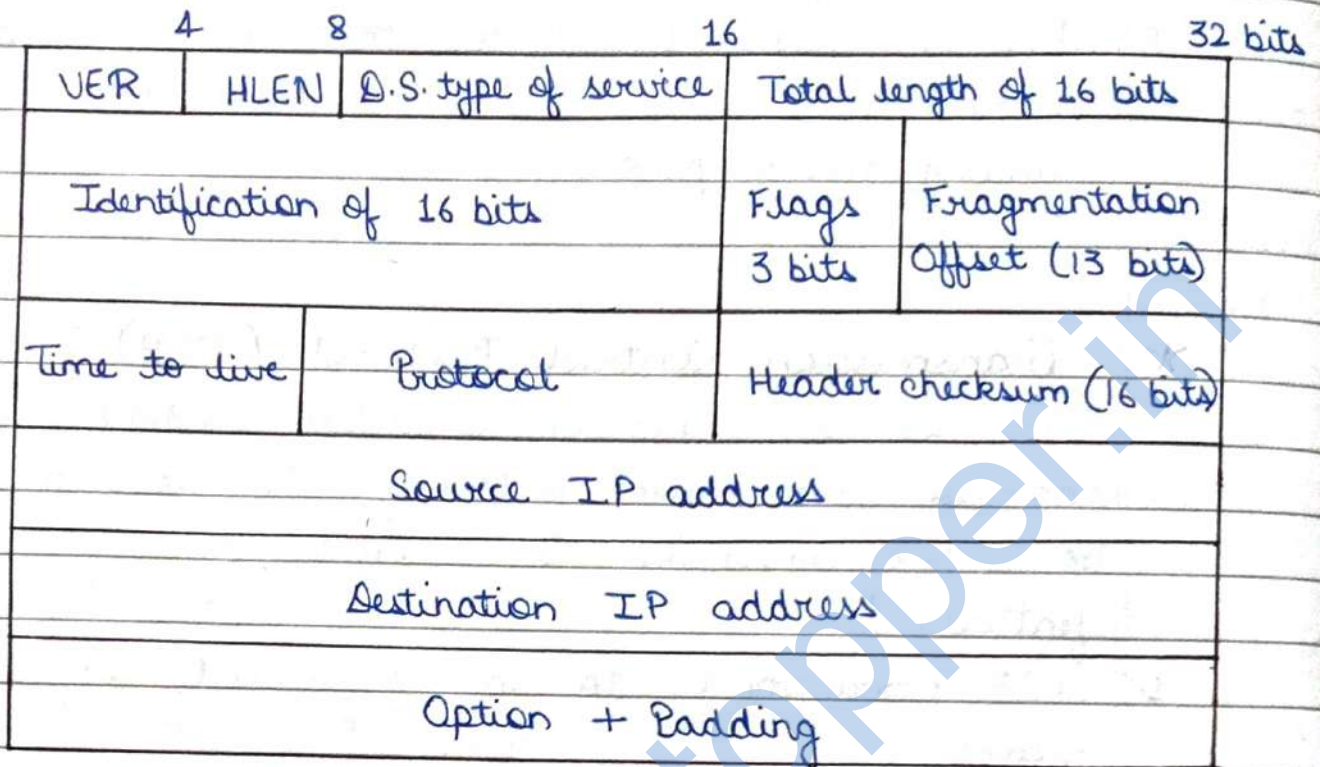 4 8 16 32 bits
VER HLEN D.S. type of service Total length of 16 bits
Identification of 16 bits Flags Fragmentation
3 bits Offset (13 bits)
Time to live Protocol Header checksum (16 bits)
Source IP address
Destination IP address
Option + Padding
topper.in